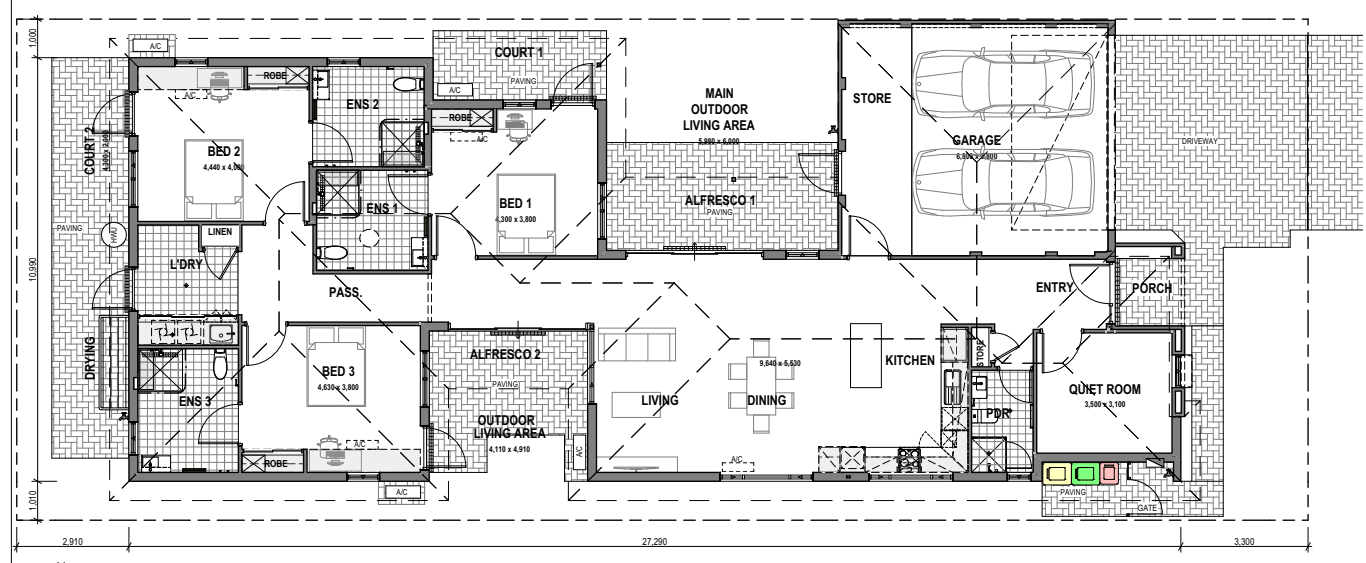 1,000
A/C
COURT 1
PAVING
A/C
ROBE
A/C
ENS 2
STORE
MAIN
OUTDOOR
LIVING AREA
5,980 x 6,000
GARAGE
DRIVEWAY
COURT 2
BED 2
4,440 x 4,0
ROBE
A/C
ALFRESCO 1
PAVING
BED 1
4,300 x 3,800
ENS 1
PAVING
HWU
LINEN
L'DRY
PASS.
ENTRY
PORCH
10,990
DRYING
ALFRESCO 2
PAVING
KITCHEN
STORE
BED 3
4,630 x 3,800
9,640 x 5,530
QUIET ROOM
3,500 x 3,100
ENS 3
LIVING
DINING
PDR
OUTDOOR
LIVING AREA
4,110 x 4,910
A/C
ROBE
A/C
A/C
A/C
PAVING
GATE
1,010
2,910
27,290
3,300